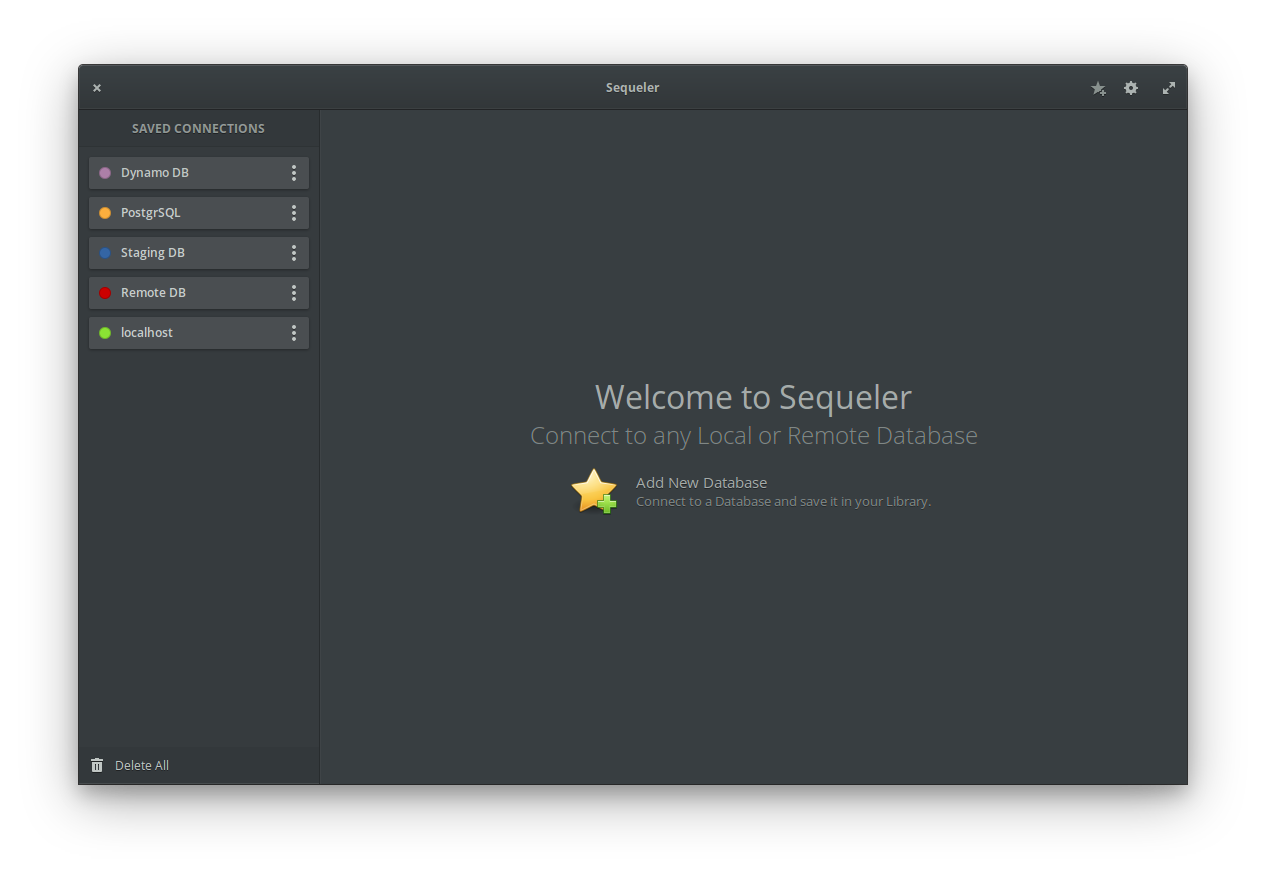 Sequeler
SAVED CONNECTIONS
Dynamo DB
PostgrSQL
Staging DB
Remote DB
localhost
Welcome to Sequeler
Connect to any Local or Remote Database
Add New Database
Connect to a Database and save it in your Library.
Delete All